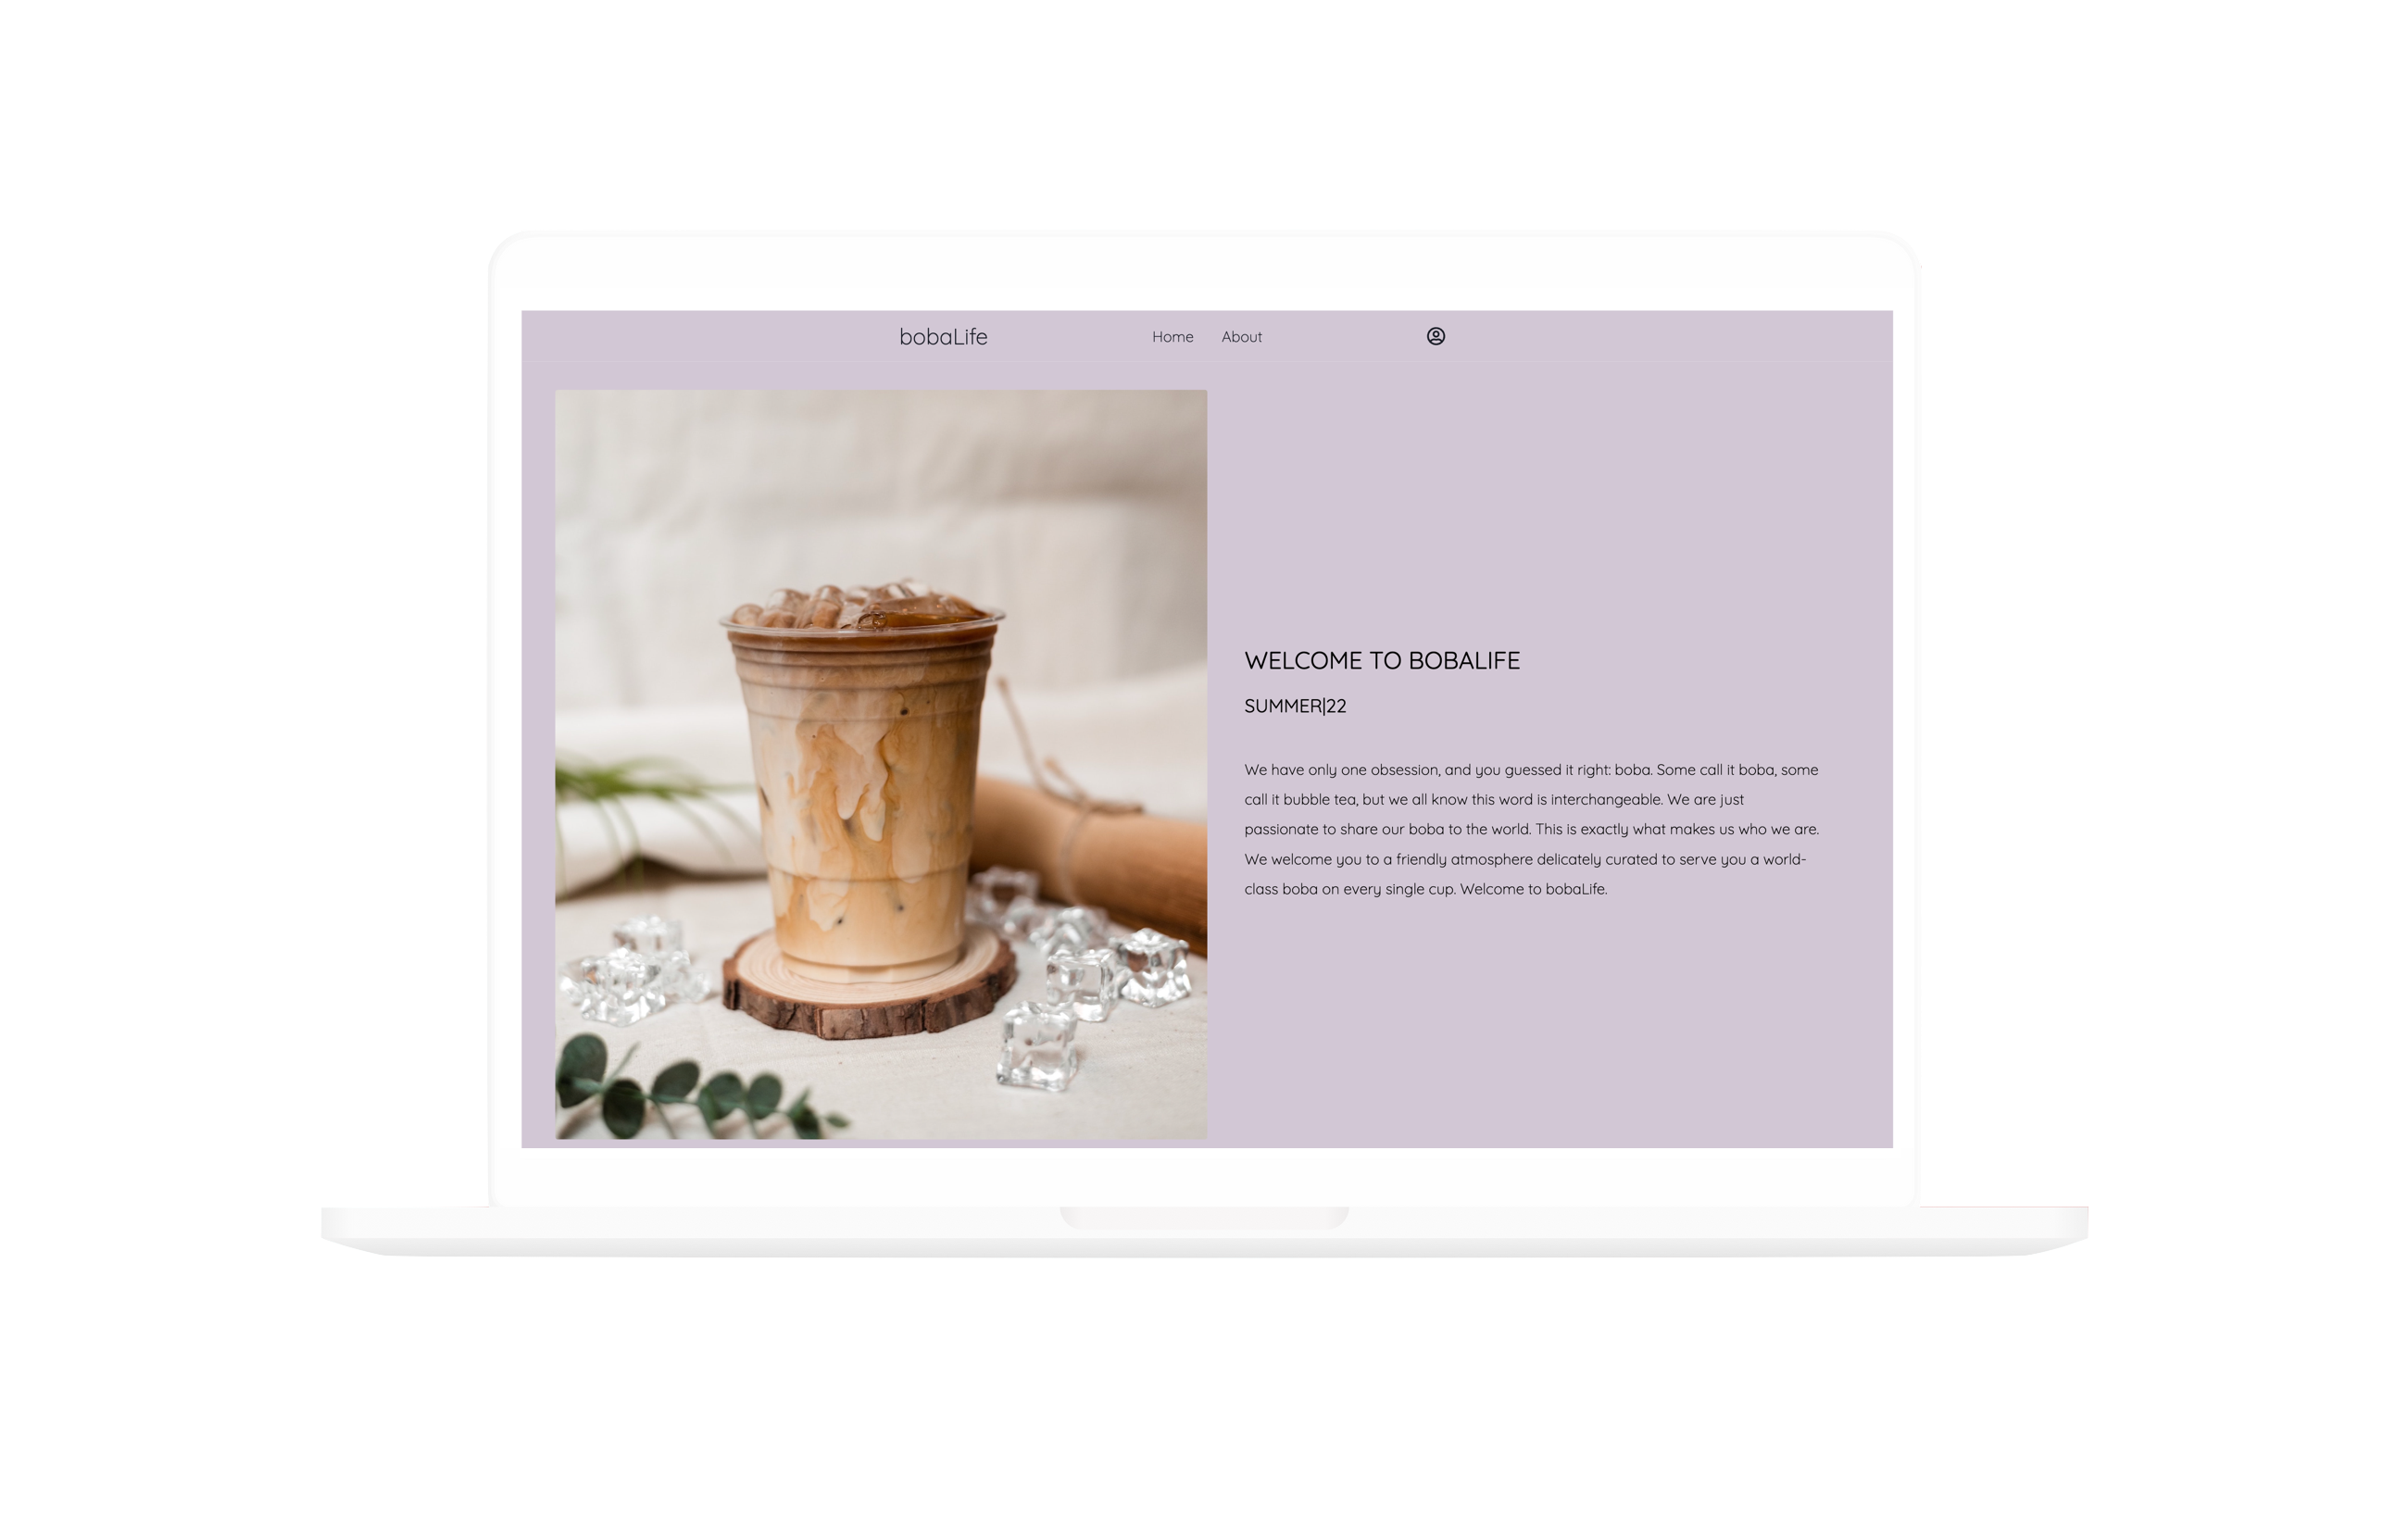 bobaLife Home About
WELCOME TO BOBALIFE
SUMMER|22
We have only one obsession, and you guessed it right: boba. Some call it boba, some
call it bubble tea, but we all know this word is interchangeable. We are just
passionate to share our boba to the world. This is exactly what makes us who we are.
We welcome you to a friendly atmosphere delicately curated to serve you a world-
class boba on every single cup. Welcome to bobaLife.